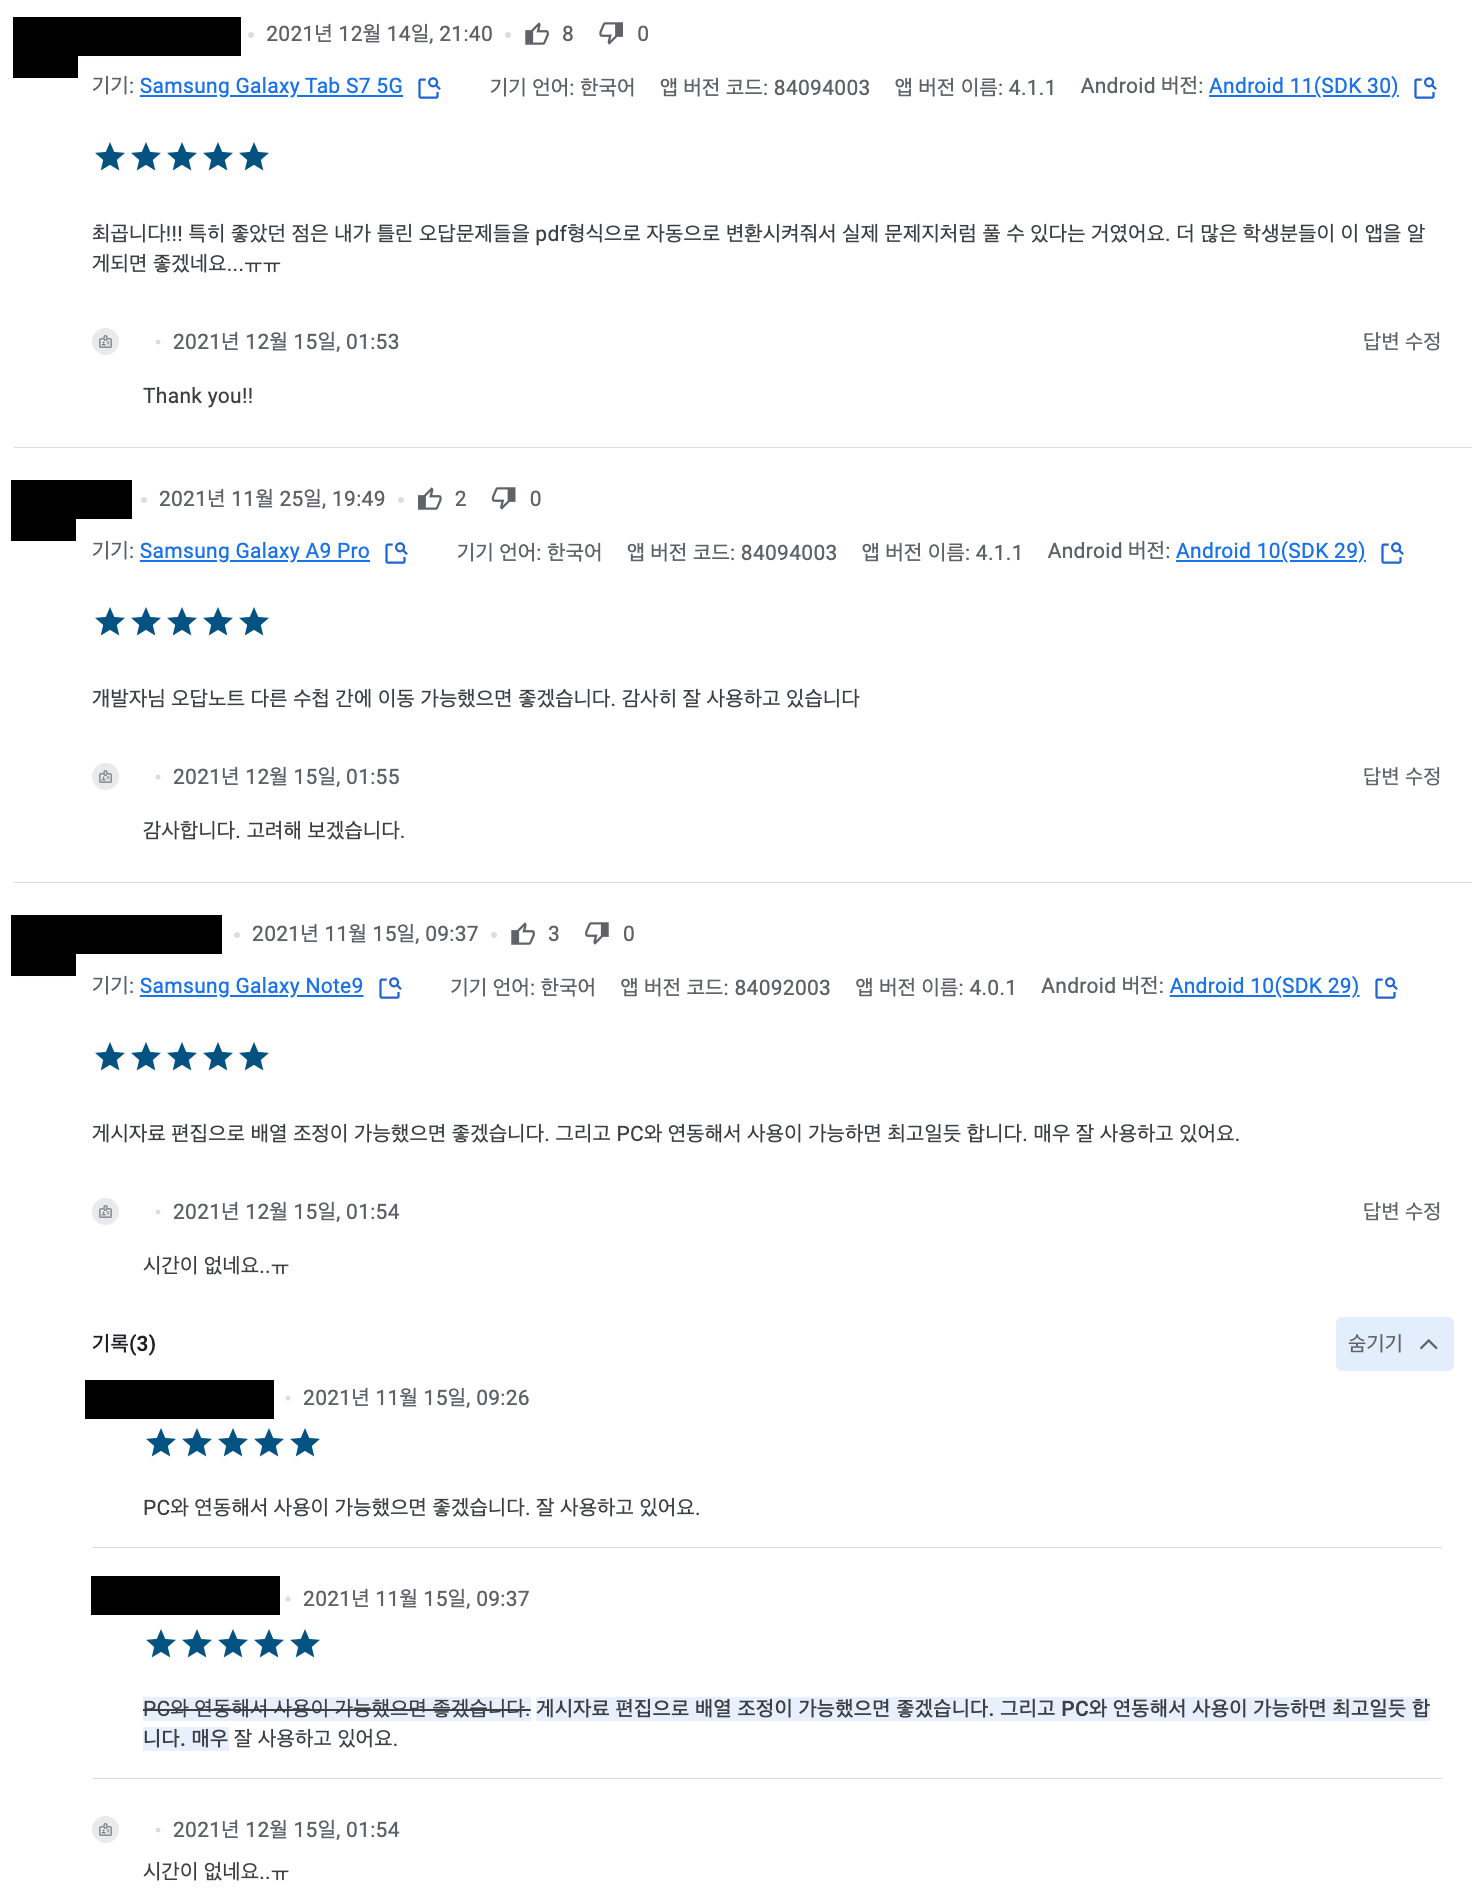 2021년 12월 14일, 21:40 8 0
기기: Samsung Galaxy Tab S7 5G 기기 언어: 한국어 앱 버전 코드: 84094003 앱 버전 이름: 4.1.1 Android 버전: Android 11(SDK 30)
최곱니다!!! 특히 좋았던 점은 내가 틀린 오답문제들을 pdf형식으로 자동으로 변환시켜줘서 실제 문제지처럼 풀 수 있다는 거였어요. 더 많은 학생분들이 이 앱을 알
게되면 좋겠네요...ㅠㅠ
2021년 12월 15일, 01:53 답변 수정
Thank you!!
2021년 11월 25일, 19:49 2 0
기기: Samsung Galaxy A9 Pro 기기 언어: 한국어 앱 버전 코드: 84094003 앱 버전 이름: 4.1.1 Android 버전: Android 10(SDK 29)
개발자님 오답노트 다른 수첩 간에 이동 가능했으면 좋겠습니다. 감사히 잘 사용하고 있습니다
2021년 12월 15일, 01:55 답변 수정
감사합니다. 고려해 보겠습니다.
2021년 11월 15일, 09:37 3 0
기기: Samsung Galaxy Note9 기기 언어: 한국어 앱 버전 코드: 84092003 앱 버전 이름: 4.0.1 Android 버전: Android 10(SDK 29)
게시자료 편집으로 배열 조정이 가능했으면 좋겠습니다. 그리고 PC와 연동해서 사용이 가능하면 최고일듯 합니다. 매우 잘 사용하고 있어요.
2021년 12월 15일, 01:54 답변 수정
시간이 없네요..ㅠ
기록(3) 숨기기
2021년 11월 15일, 09:26
PC와 연동해서 사용이 가능했으면 좋겠습니다. 잘 사용하고 있어요.
2021년 11월 15일, 09:37
PC와 연동해서 사용이 가능했으면 좋겠습니다. 게시자료 편집으로 배열 조정이 가능했으면 좋겠습니다. 그리고 PC와 연동해서 사용이 가능하면 최고일듯 합
니다. 매우 잘 사용하고 있어요.
2021년 12월 15일, 01:54
시간이 없네요..ㅠ